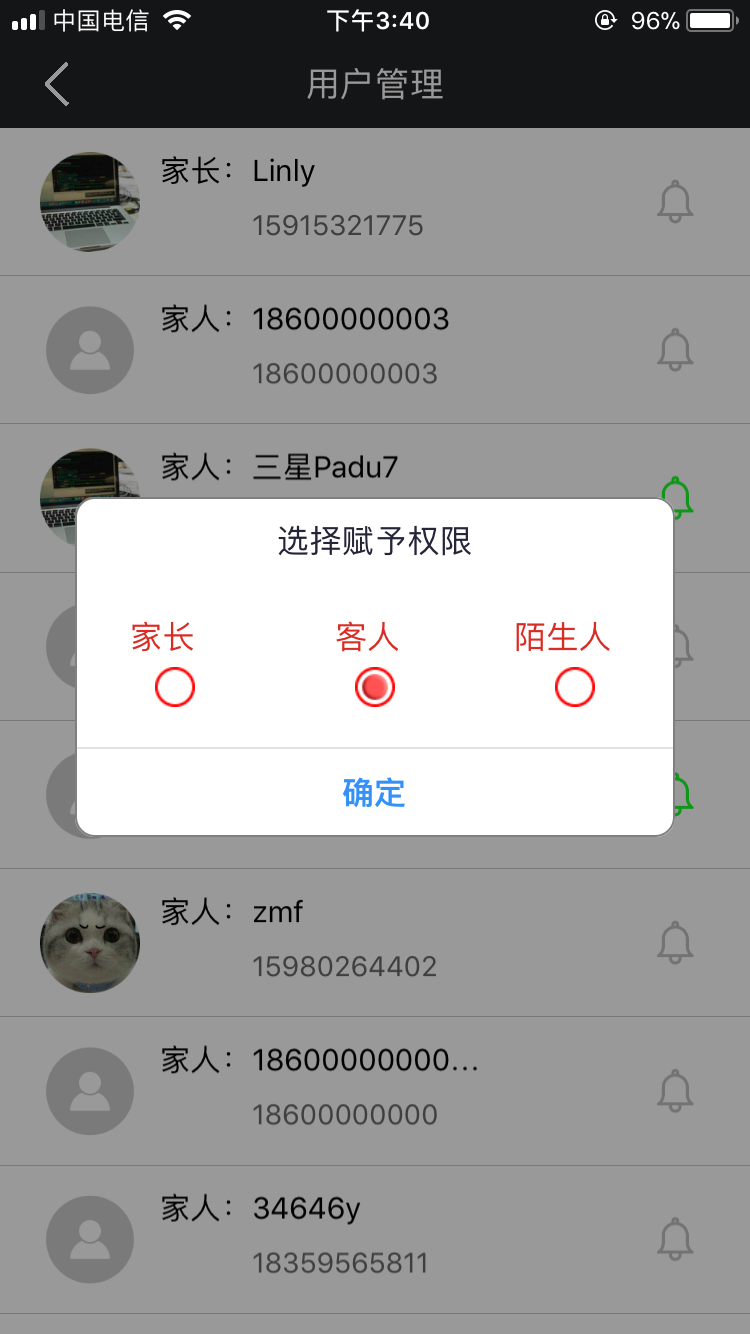 中国电信 下午3:40 96%
用户管理
家长： Linly
15915321775
家人： 18600000003
18600000003
家人： 三星Padu7
选择赋予权限
家长 客人 陌生人
确定
家人： zmf
15980264402
家人： 18600000000...
18600000000
家人： 34646y
18359565811